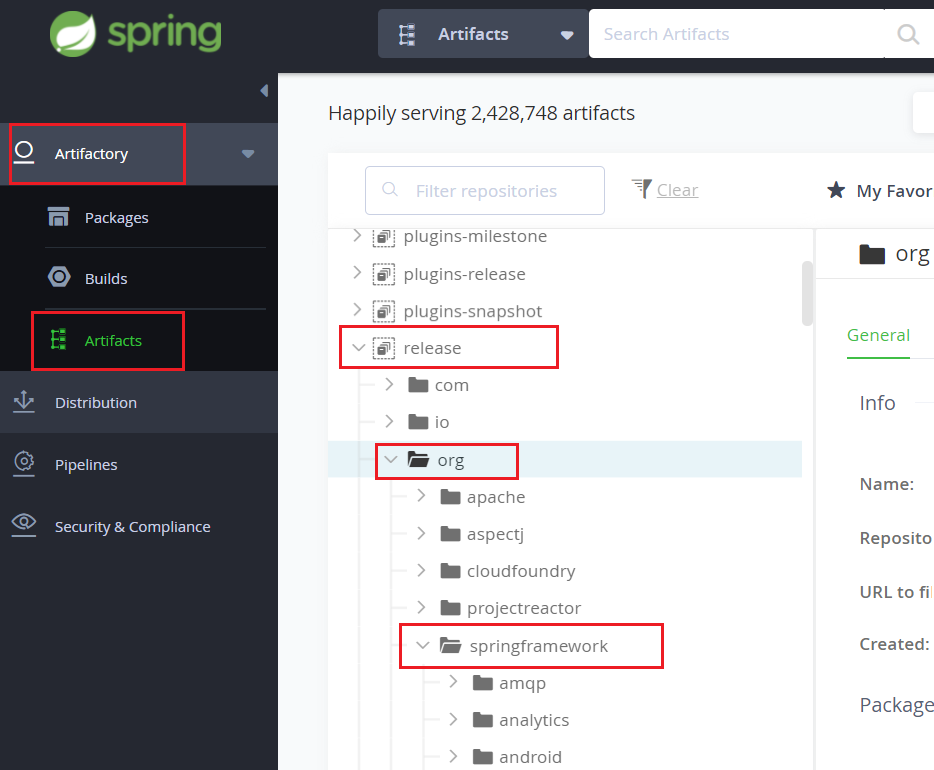 spring
Artifacts
Search Artifacts
Happily serving 2,428,748 artifacts
Artifactory
Packages
Builds
Artifacts
Distribution
Pipelines
Security & Compliance
Filter repositories
Clear
My Favor
plugins-milestone
plugins-release
plugins-snapshot
release
com
io
org
apache
aspectj
cloudfoundry
projectreactor
springframework
amqp
analytics
android
org
General
Info
Name:
Reposito
URL to fi
Created:
Package